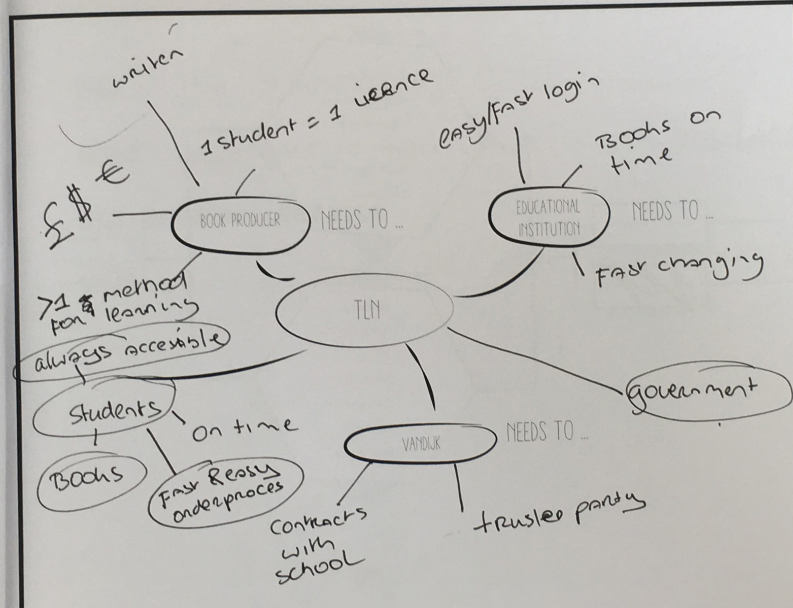 writen
1 student = 1 licence
£ $ €
BOOK PRODUCER
NEEDS TO ...
>1 method
for learning
easy/fast login
Books on
time
EDUCATIONAL
INSTITUTION
NEEDS TO ...
Fast changing
TLN
always accesible
Students
on time
Books
Fast & easy
orderproces
VANDIJK
NEEDS TO ...
contracts
with
school
trusted party
government